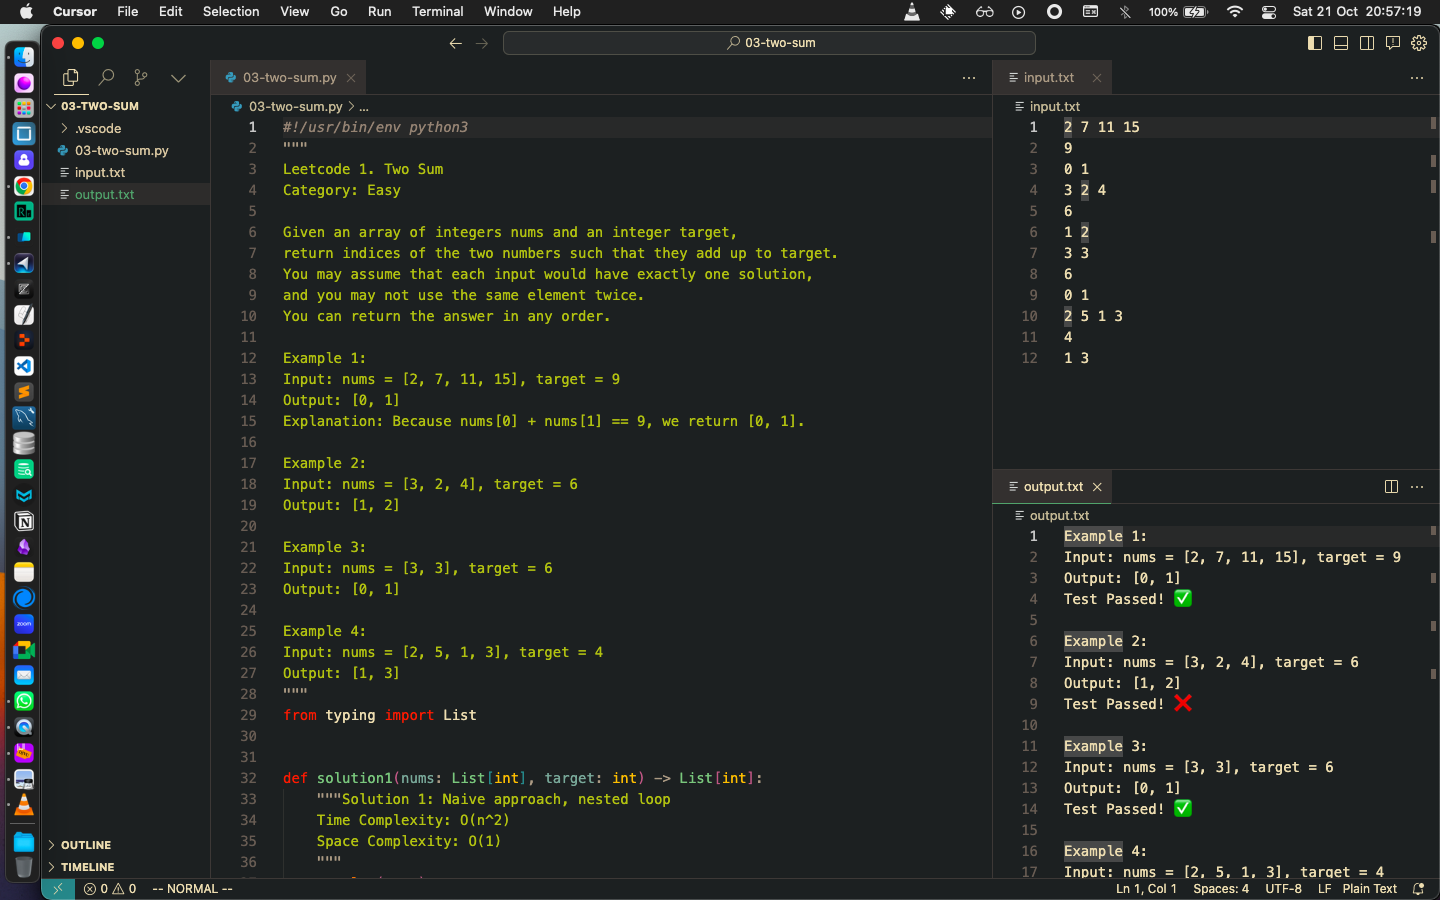 Cursor File Edit Selection View Go Run Terminal Window Help 100% Sat 21 Oct 20:57:19
03-two-sum
03-TWO-SUM
.vscode
03-two-sum.py
input.txt
output.txt
OUTLINE
TIMELINE
03-two-sum.py
03-two-sum.py > ...
1 #!/usr/bin/env python3
2 """
3 Leetcode 1. Two Sum
4 Category: Easy
5
6 Given an array of integers nums and an integer target,
7 return indices of the two numbers such that they add up to target.
8 You may assume that each input would have exactly one solution,
9 and you may not use the same element twice.
10 You can return the answer in any order.
11
12 Example 1:
13 Input: nums = [2, 7, 11, 15], target = 9
14 Output: [0, 1]
15 Explanation: Because nums[0] + nums[1] == 9, we return [0, 1].
16
17 Example 2:
18 Input: nums = [3, 2, 4], target = 6
19 Output: [1, 2]
20
21 Example 3:
22 Input: nums = [3, 3], target = 6
23 Output: [0, 1]
24
25 Example 4:
26 Input: nums = [2, 5, 1, 3], target = 4
27 Output: [1, 3]
28 """
29 from typing import List
30
31
32 def solution1(nums: List[int], target: int) -> List[int]:
33 """Solution 1: Naive approach, nested loop
34 Time Complexity: O(n^2)
35 Space Complexity: O(1)
36 """
input.txt
input.txt
1 2 7 11 15
2 9
3 0 1
4 3 2 4
5 6
6 1 2
7 3 3
8 6
9 0 1
10 2 5 1 3
11 4
12 1 3
output.txt
output.txt
1 Example 1:
2 Input: nums = [2, 7, 11, 15], target = 9
3 Output: [0, 1]
4 Test Passed! ✅
5
6 Example 2:
7 Input: nums = [3, 2, 4], target = 6
8 Output: [1, 2]
9 Test Passed! ❌
10
11 Example 3:
12 Input: nums = [3, 3], target = 6
13 Output: [0, 1]
14 Test Passed! ✅
15
16 Example 4:
17 Input: nums = [2, 5, 1, 3], target = 4
0 0 -- NORMAL -- Ln 1, Col 1 Spaces: 4 UTF-8 LF Plain Text
zoom